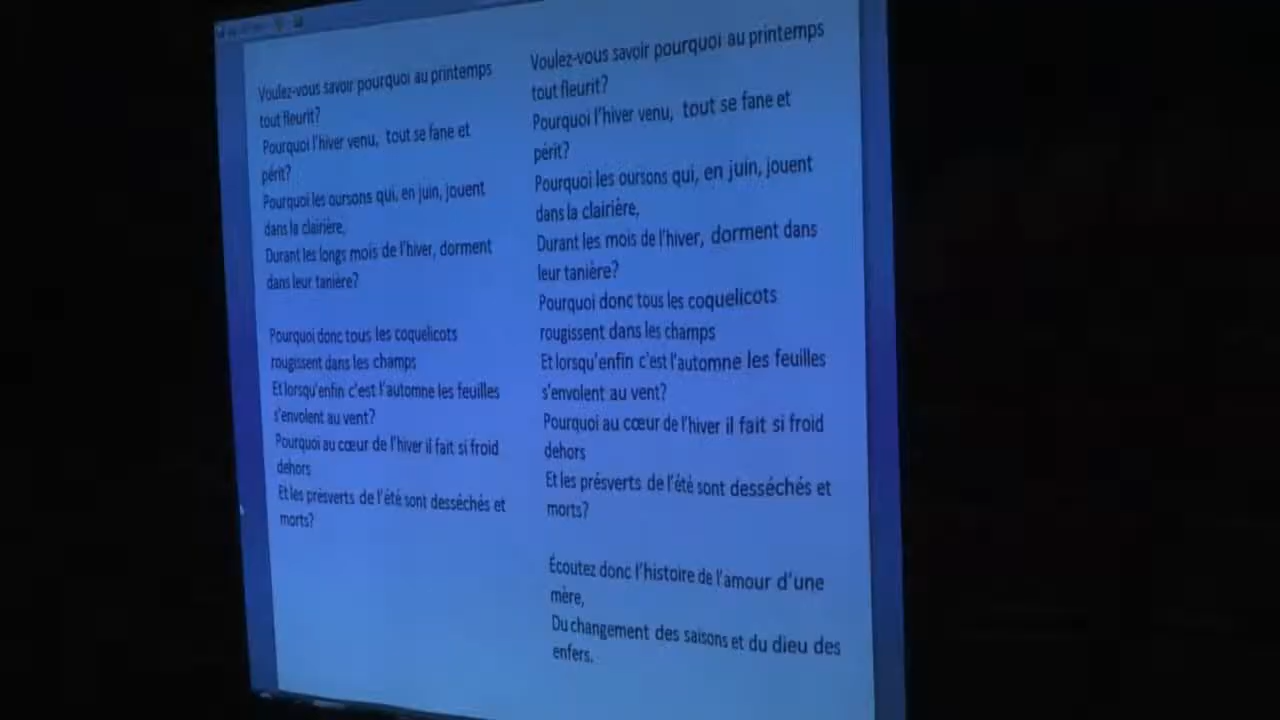 Voulez-vous savoir pourquoi au printemps
tout fleurit?
Pourquoi l'hiver venu, tout se fane et
périt?
Pourquoi les oursons qui, en juin, jouent
dans la clairière,
Durant les longs mois de l'hiver, dorment
dans leur tanière?
Pourquoi donc tous les coquelicots
rougissent dans les champs
Et lorsqu'enfin c'est l'automne les feuilles
s'envolent au vent?
Pourquoi au cœur de l'hiver il fait si froid
dehors
Et les présverts de l'été sont desséchés et
morts?
Voulez-vous savoir pourquoi au printemps
tout fleurit?
Pourquoi l'hiver venu, tout se fane et
périt?
Pourquoi les oursons qui, en juin, jouent
dans la clairière,
Durant les mois de l'hiver, dorment dans
leur tanière?
Pourquoi donc tous les coquelicots
rougissent dans les champs
Et lorsqu'enfin c'est l'automne les feuilles
s'envolent au vent?
Pourquoi au cœur de l'hiver il fait si froid
dehors
Et les présverts de l'été sont desséchés et
morts?
Écoutez donc l'histoire de l'amour d'une
mère,
Du changement des saisons et du dieu des
enfers.